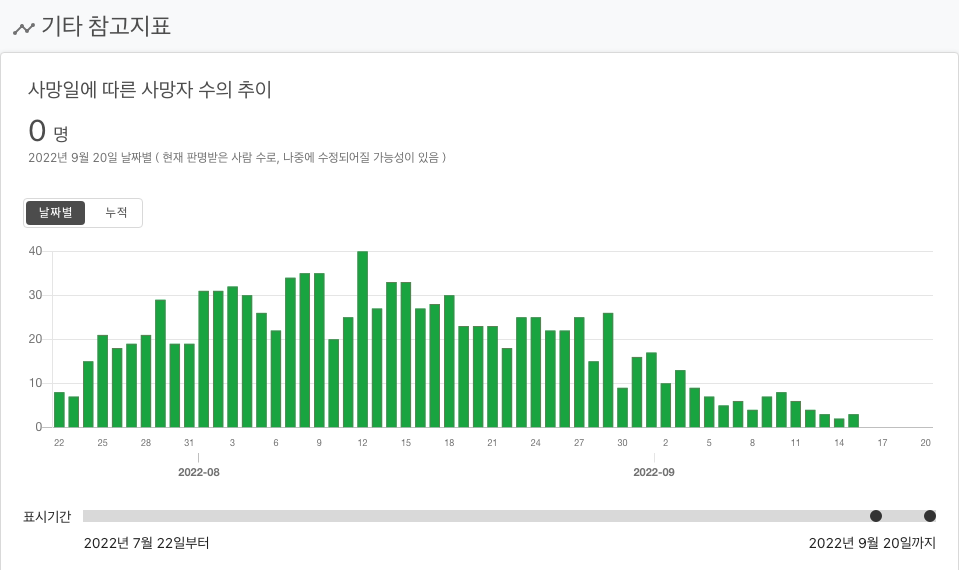 기타 참고지표
사망일에 따른 사망자 수의 추이
0 명
2022년 9월 20일 날짜별 ( 현재 판명받은 사람 수로, 나중에 수정되어질 가능성이 있음 )
날짜별 누적
40
30
20
10
0
22 25 28 31 3 6 9 12 15 18 21 24 27 30 2 5 8 11 14 17 20
2022-08 2022-09
표시기간
2022년 7월 22일부터 2022년 9월 20일까지